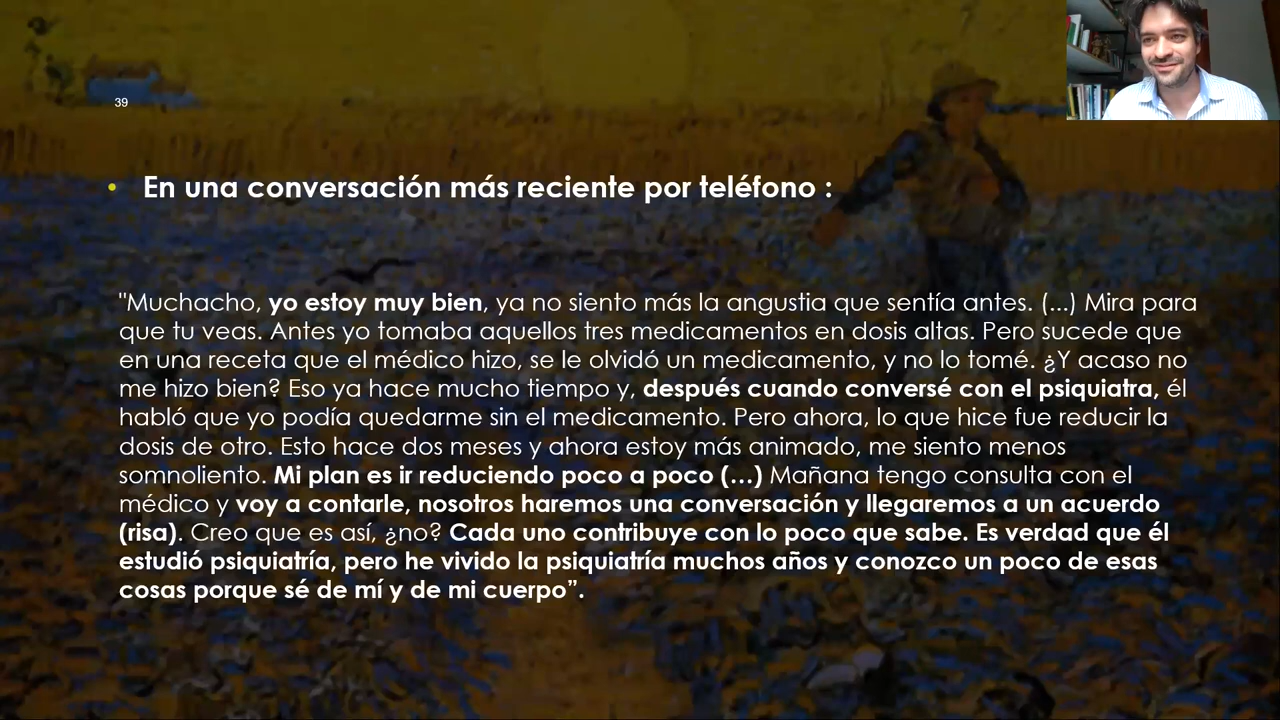 39
• En una conversación más reciente por teléfono :
"Muchacho, yo estoy muy bien, ya no siento más la angustia que sentía antes. (...) Mira para
que tu veas. Antes yo tomaba aquellos tres medicamentos en dosis altas. Pero sucede que
en una receta que el médico hizo, se le olvidó un medicamento, y no lo tomé. ¿Y acaso no
me hizo bien? Eso ya hace mucho tiempo y, después cuando conversé con el psiquiatra, él
habló que yo podía quedarme sin el medicamento. Pero ahora, lo que hice fue reducir la
dosis de otro. Esto hace dos meses y ahora estoy más animado, me siento menos
somnoliento. Mi plan es ir reduciendo poco a poco (…) Mañana tengo consulta con el
médico y voy a contarle, nosotros haremos una conversación y llegaremos a un acuerdo
(risa). Creo que es así, ¿no? Cada uno contribuye con lo poco que sabe. Es verdad que él
estudió psiquiatría, pero he vivido la psiquiatría muchos años y conozco un poco de esas
cosas porque sé de mí y de mi cuerpo”.